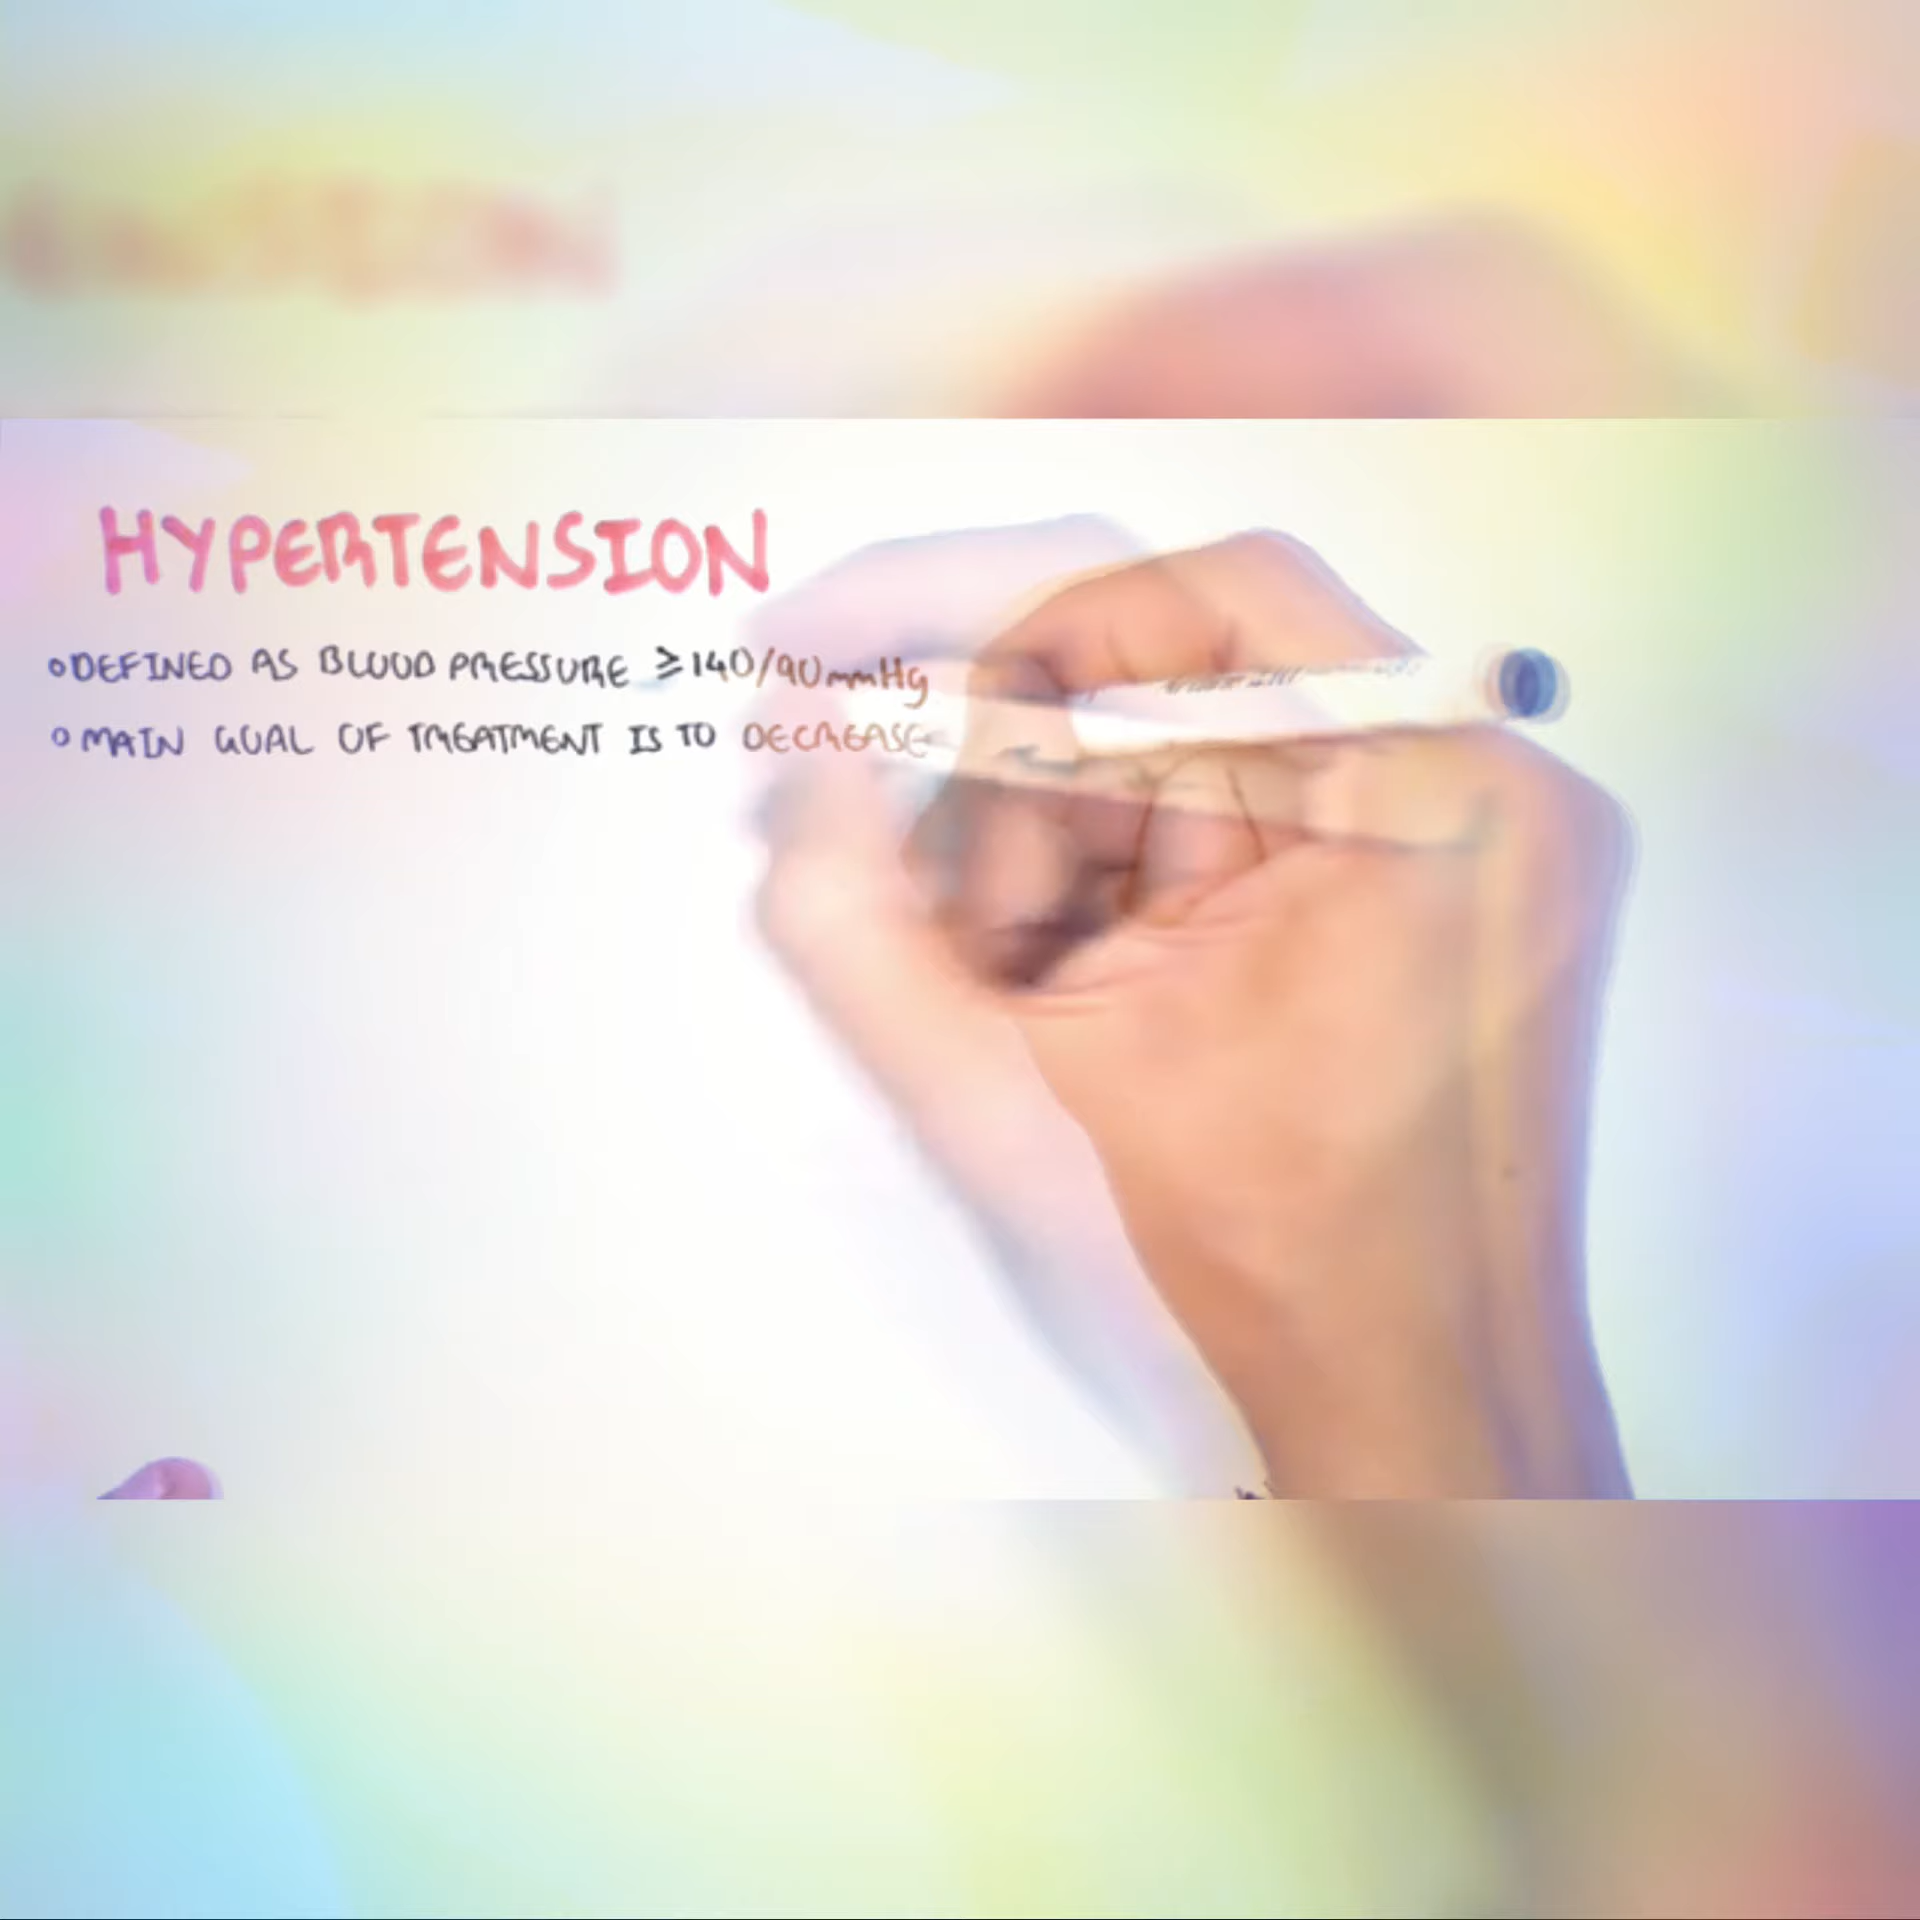 HYPERTENSION
○ DEFINED AS BLOOD PRESSURE ≥140/90mmHg
○ MAIN GOAL OF TREATMENT IS TO DECREASE